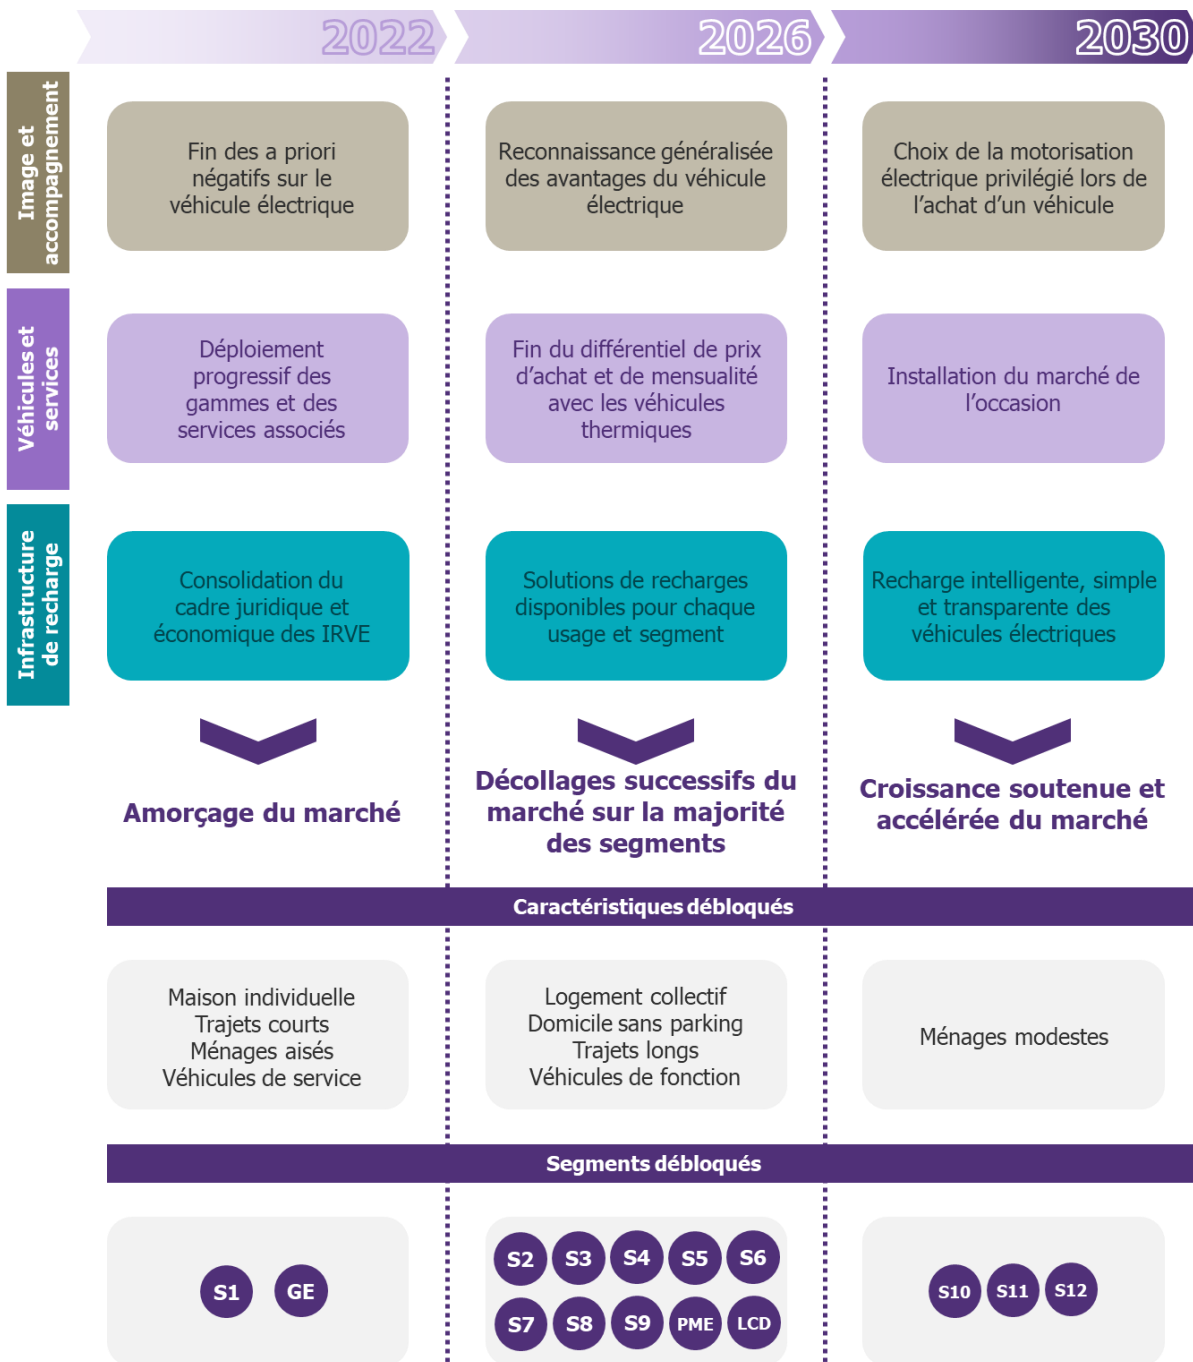 2022
2026
2030
Image et
accompagnement
Fin des a priori
négatifs sur le
véhicule électrique
Reconnaissance généralisée
des avantages du véhicule
électrique
Choix de la motorisation
électrique privilégié lors de
l’achat d’un véhicule
Véhicules et
services
Déploiement
progressif des
gammes et des
services associés
Fin du différentiel de prix
d’achat et de mensualité
avec les véhicules
thermiques
Installation du marché de
l’occasion
Infrastructure
de recharge
Consolidation du
cadre juridique et
économique des IRVE
Solutions de recharges
disponibles pour chaque
usage et segment
Recharge intelligente, simple
et transparente des
véhicules électriques
Amorçage du marché
Décollages successifs du
marché sur la majorité
des segments
Croissance soutenue et
accélérée du marché
Caractéristiques débloqués
Maison individuelle
Trajets courts
Ménages aisés
Véhicules de service
Logement collectif
Domicile sans parking
Trajets longs
Véhicules de fonction
Ménages modestes
Segments débloqués
S1 GE
S2 S3 S4 S5 S6
S7 S8 S9 PME LCD
S10 S11 S12